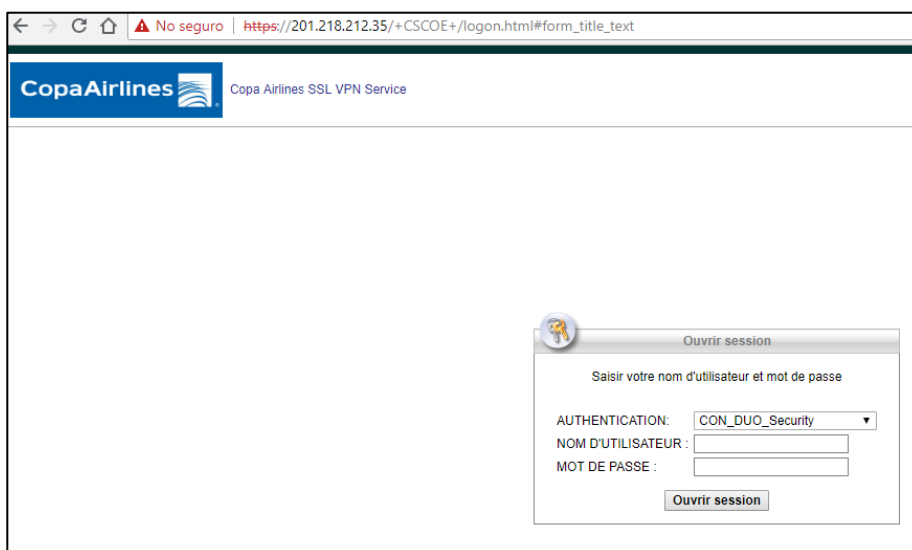 No seguro | https://201.218.212.35/+CSCOE+/logon.html#form_title_text
CopaAirlines Copa Airlines SSL VPN Service
Ouvrir session
Saisir votre nom d'utilisateur et mot de passe
AUTHENTICATION: CON_DUO_Security
NOM D'UTILISATEUR :
MOT DE PASSE :
Ouvrir session